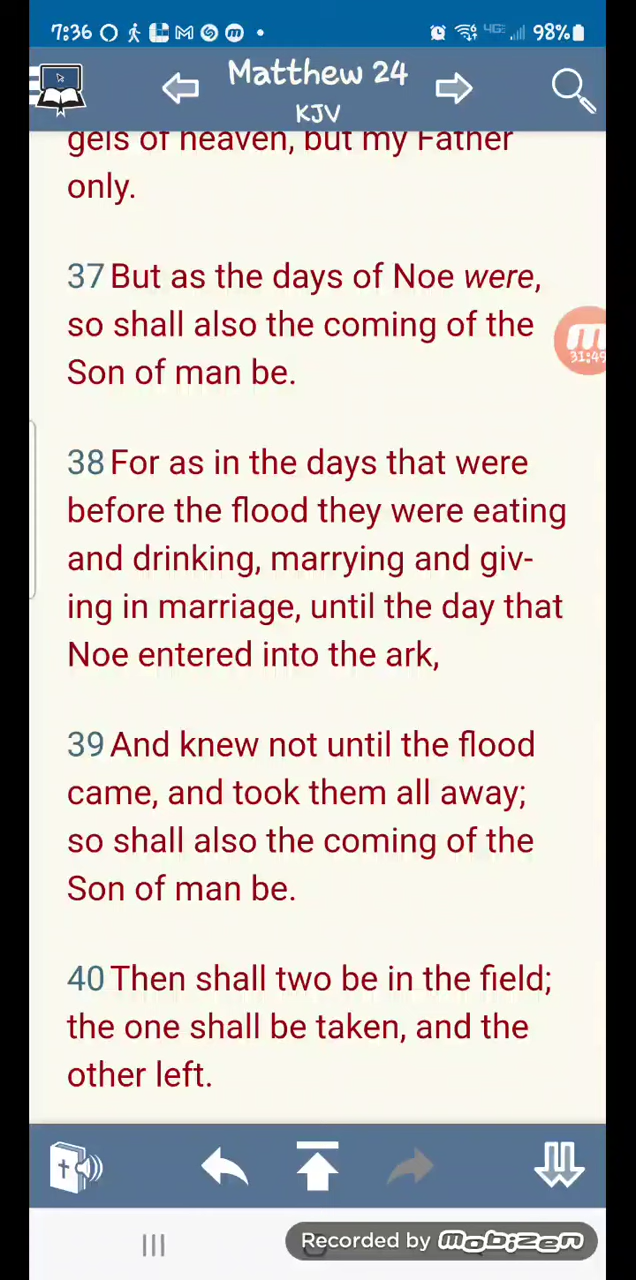 7:36 98%
Matthew 24
KJV
gels of heaven, but my Father
only.
37 But as the days of Noe were,
so shall also the coming of the
Son of man be.
31:49
38 For as in the days that were
before the flood they were eating
and drinking, marrying and giv-
ing in marriage, until the day that
Noe entered into the ark,
39 And knew not until the flood
came, and took them all away;
so shall also the coming of the
Son of man be.
40 Then shall two be in the field;
the one shall be taken, and the
other left.
Recorded by mobizen